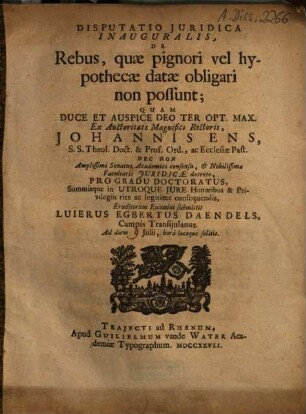 A. Diss. 2266
DISPUTATIO JURIDICA
INAUGURALIS,
DE
Rebus, quæ pignori vel hy-
pothecæ datæ obligari
non poſſunt;
QUAM
DUCE ET AUSPICE DEO TER OPT. MAX.
Ex Auctoritate Magnifici Rectoris,
JOHANNIS ENS,
S. S. Theol. Doct. & Prof. Ord., ac Eccleſiæ Paſt.
NEC NON
Ampliſſimi Senatus Academici conſenſu, & Nobiliſſimæ
Facultatis JURIDICÆ decreto,
PRO GRADU DOCTORATUS,
Summiſque in UTROQUE JURE Honoribus & Pri-
vilegiis rite ac legitime conſequendis,
Eruditorum Examini ſubmittit
LUIERUS EGBERTUS DAENDELS,
Campis Tranſiſulanus.
Ad diem 9 Julii, horâ locoque ſolitis.
TRAJECTI ad RHENUM,
Apud GUILIELMUM vande WATER Aca-
demiæ Typographum. MDCCXXVII.